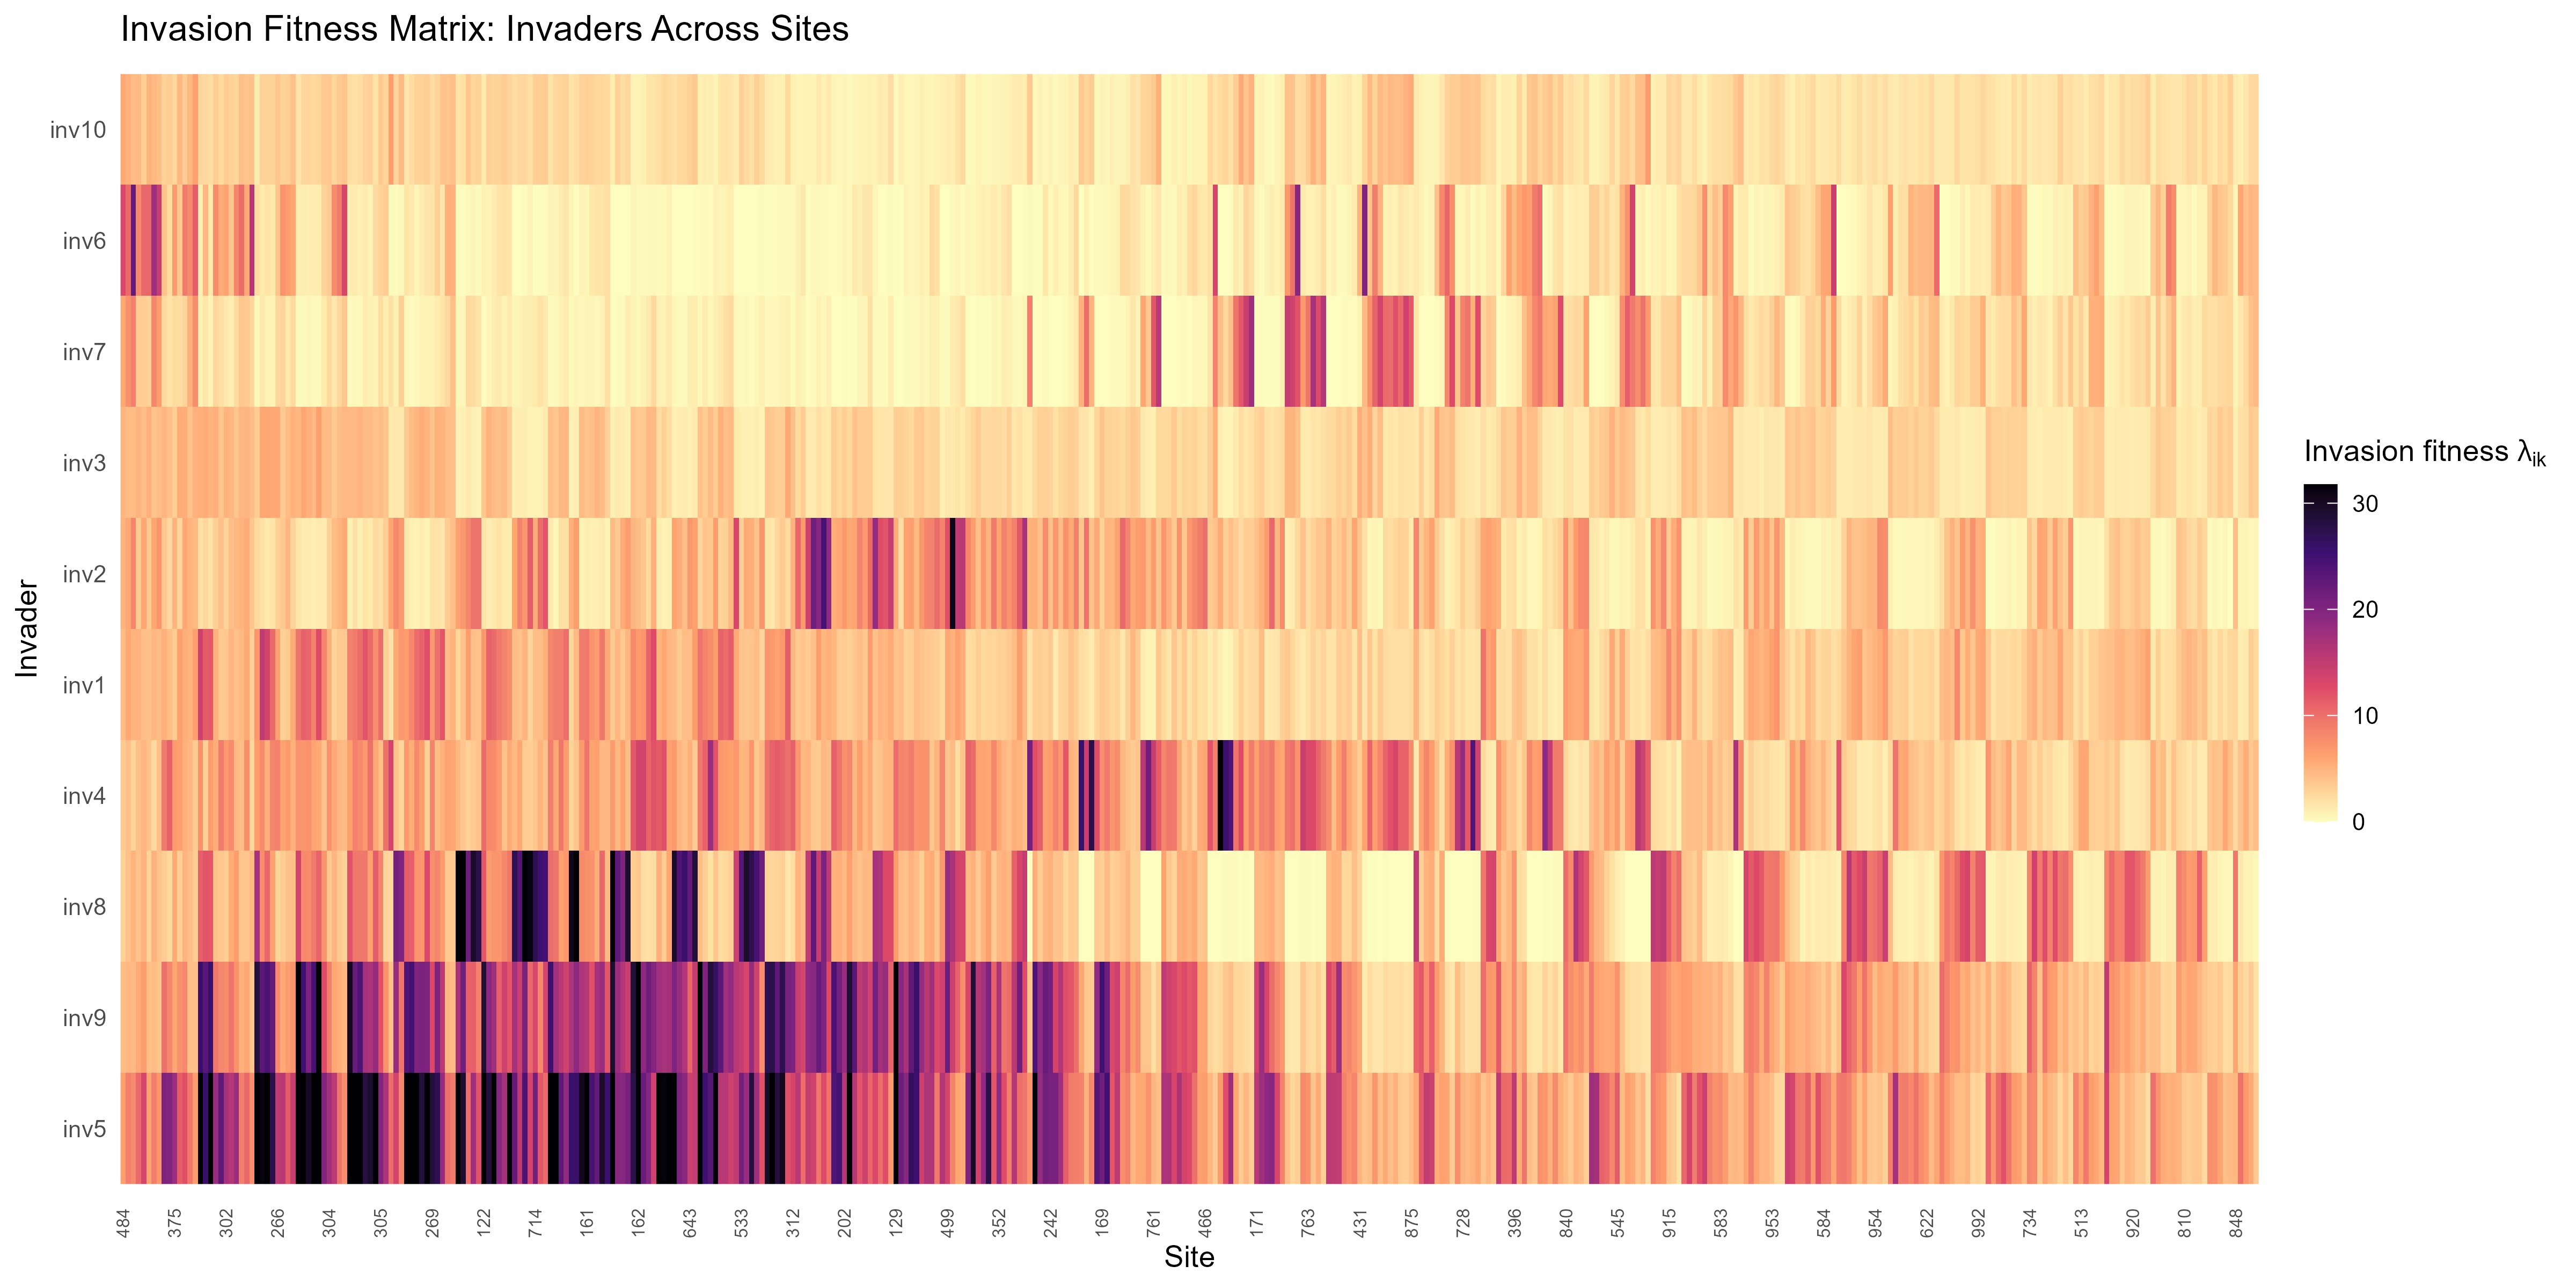 Invasion Fitness Matrix: Invaders Across Sites
Invader
inv10
inv6
inv7
inv3
inv2
inv1
inv4
inv8
inv9
inv5
484 375 302 266 304 305 269 122 714 161 162 643 533 312 202 129 499 352 242 169 761 466 171 763 431 875 728 396 840 545 915 583 953 584 954 622 992 734 513 920 810 848
Site
Invasion fitness λik
30
20
10
0